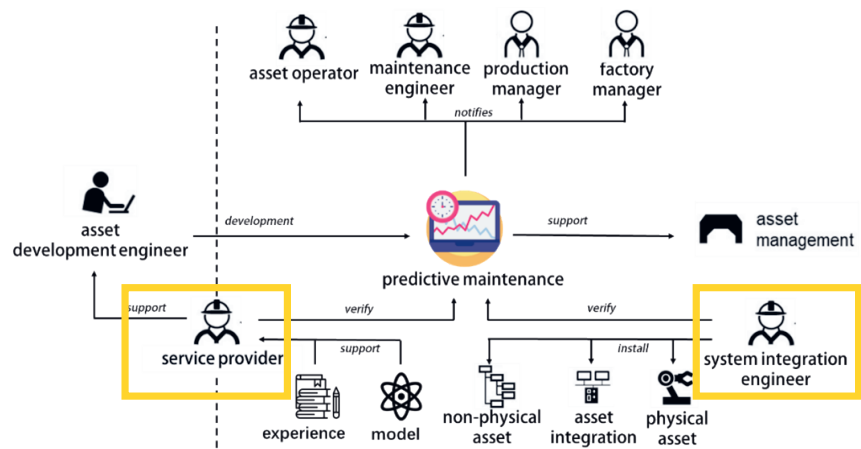 asset operator
maintenance
engineer
production
manager
factory
manager
notifies
asset
development engineer
development
support
asset
management
predictive maintenance
support
service provider
verify
support
verify
install
system integration
engineer
experience
model
non-physical
asset
asset
integration
physical
asset